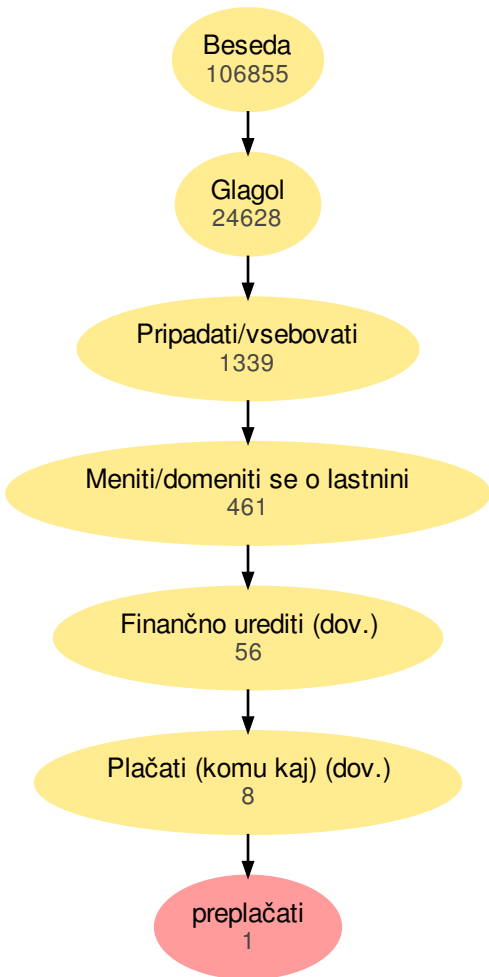 Beseda
106855
Glagol
24628
Pripadati/vsebovati
1339
Meniti/domeniti se o lastnini
461
Finančno urediti (dov.)
56
Plačati (komu kaj) (dov.)
8
preplačati
1